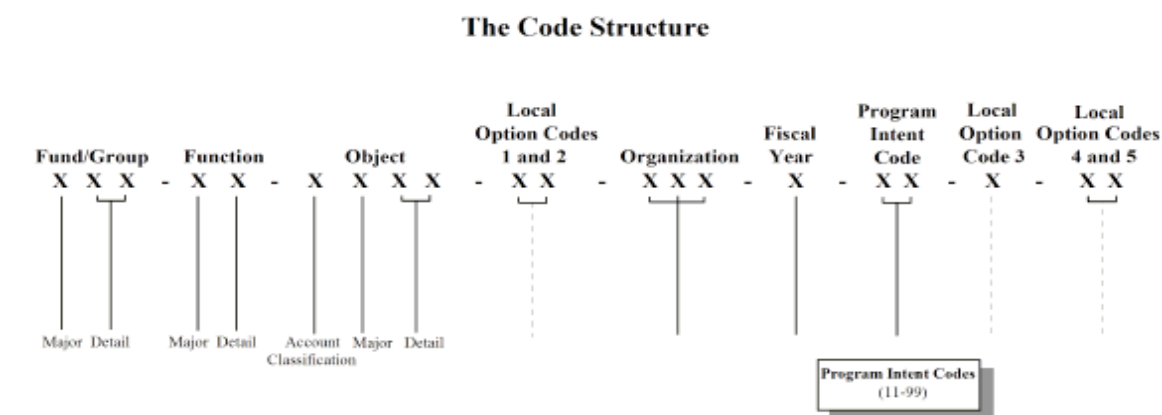 The Code Structure
Local Local Local
Option Codes Program Option Option Codes
Fiscal Intent
Fund/Group Function Object 1 and 2 Organization Year Code Code 3 4 and 5
X X X - X X - X X X X - X X - X X X - X - X X - X - X X
Major Detail Major Detail Account Classification Major Detail
Program Intent Codes
(11-99)